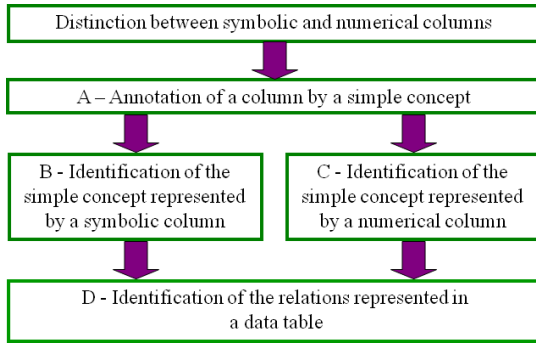 Distinction between symbolic and numerical columns
A – Annotation of a column by a simple concept
B - Identification of the
simple concept represented
by a symbolic column
C - Identification of the
simple concept represented
by a numerical column
D - Identification of the relations represented in
a data table